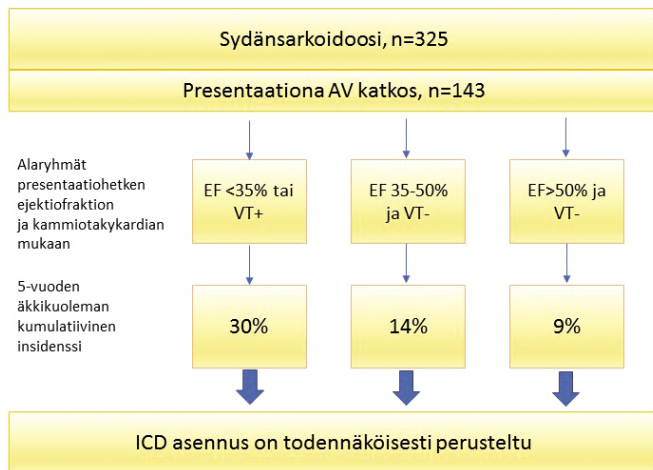 Sydänsarkoidoosi, n=325
Presentaationa AV katkos, n=143
Alaryhmät
presentaatiohetken
ejektiofraktion
ja kammiotakykardian
mukaan
EF <35% tai
VT+
EF 35-50%
ja VT-
EF>50% ja
VT-
5-vuoden
äkkikuoleman
kumulatiivinen
insidenssi
30%
14%
9%
ICD asennus on todennäköisesti perusteltu